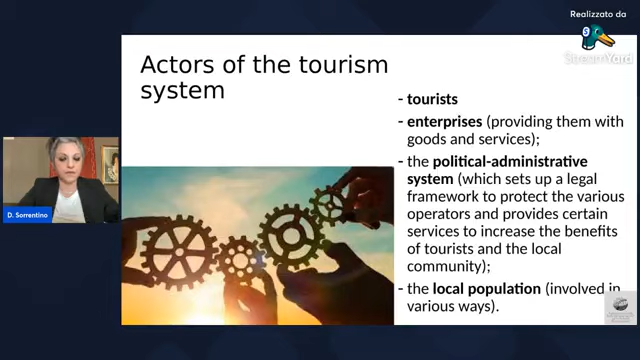 Realizzato da
StreamYard
Actors of the tourism
system
- tourists
- enterprises (providing them with
goods and services);
- the political-administrative
system (which sets up a legal
framework to protect the various
operators and provides certain
services to increase the benefits
of tourists and the local
community);
- the local population (involved in
various ways).
D. Sorrentino